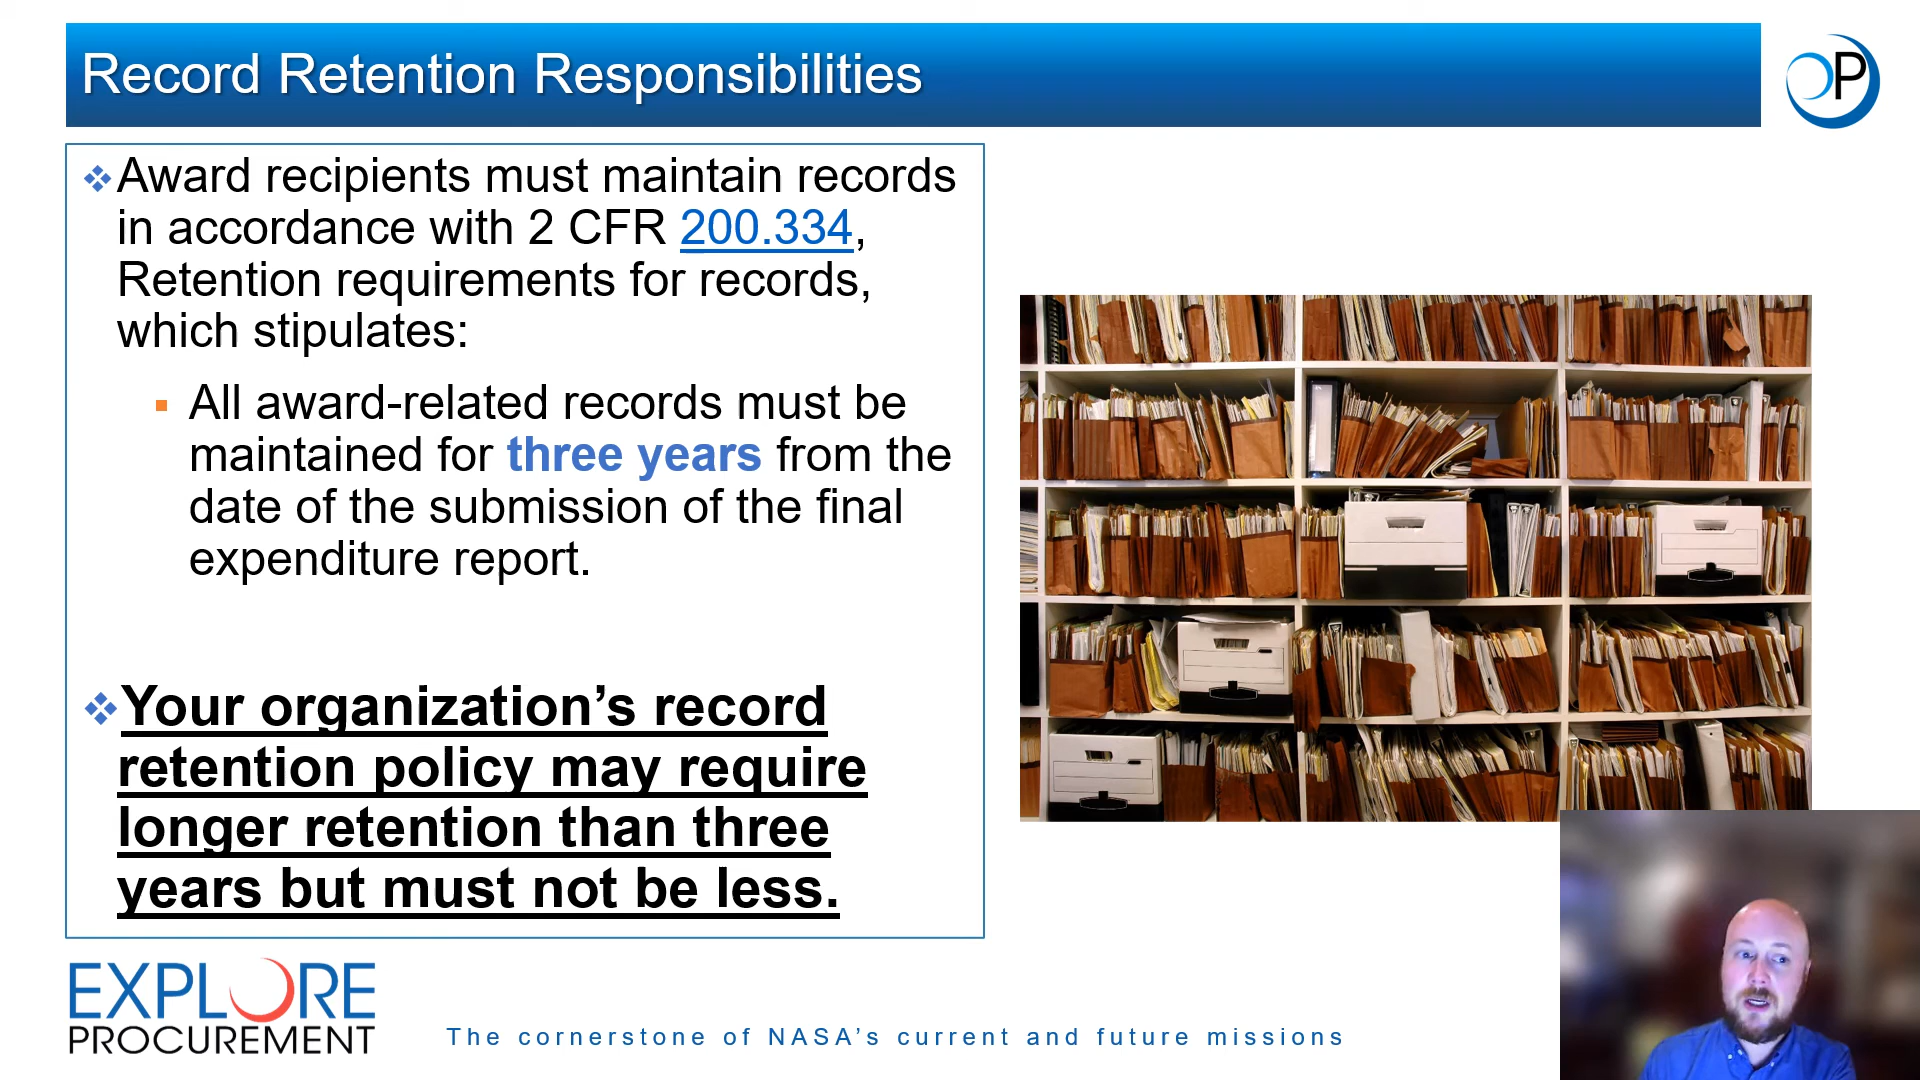 Record Retention Responsibilities
OP
Award recipients must maintain records
in accordance with 2 CFR 200.334,
Retention requirements for records,
which stipulates:
All award-related records must be
maintained for three years from the
date of the submission of the final
expenditure report.
Your organization’s record
retention policy may require
longer retention than three
years but must not be less.
EXPLORE
PROCUREMENT
The cornerstone of NASA’s current and future missions